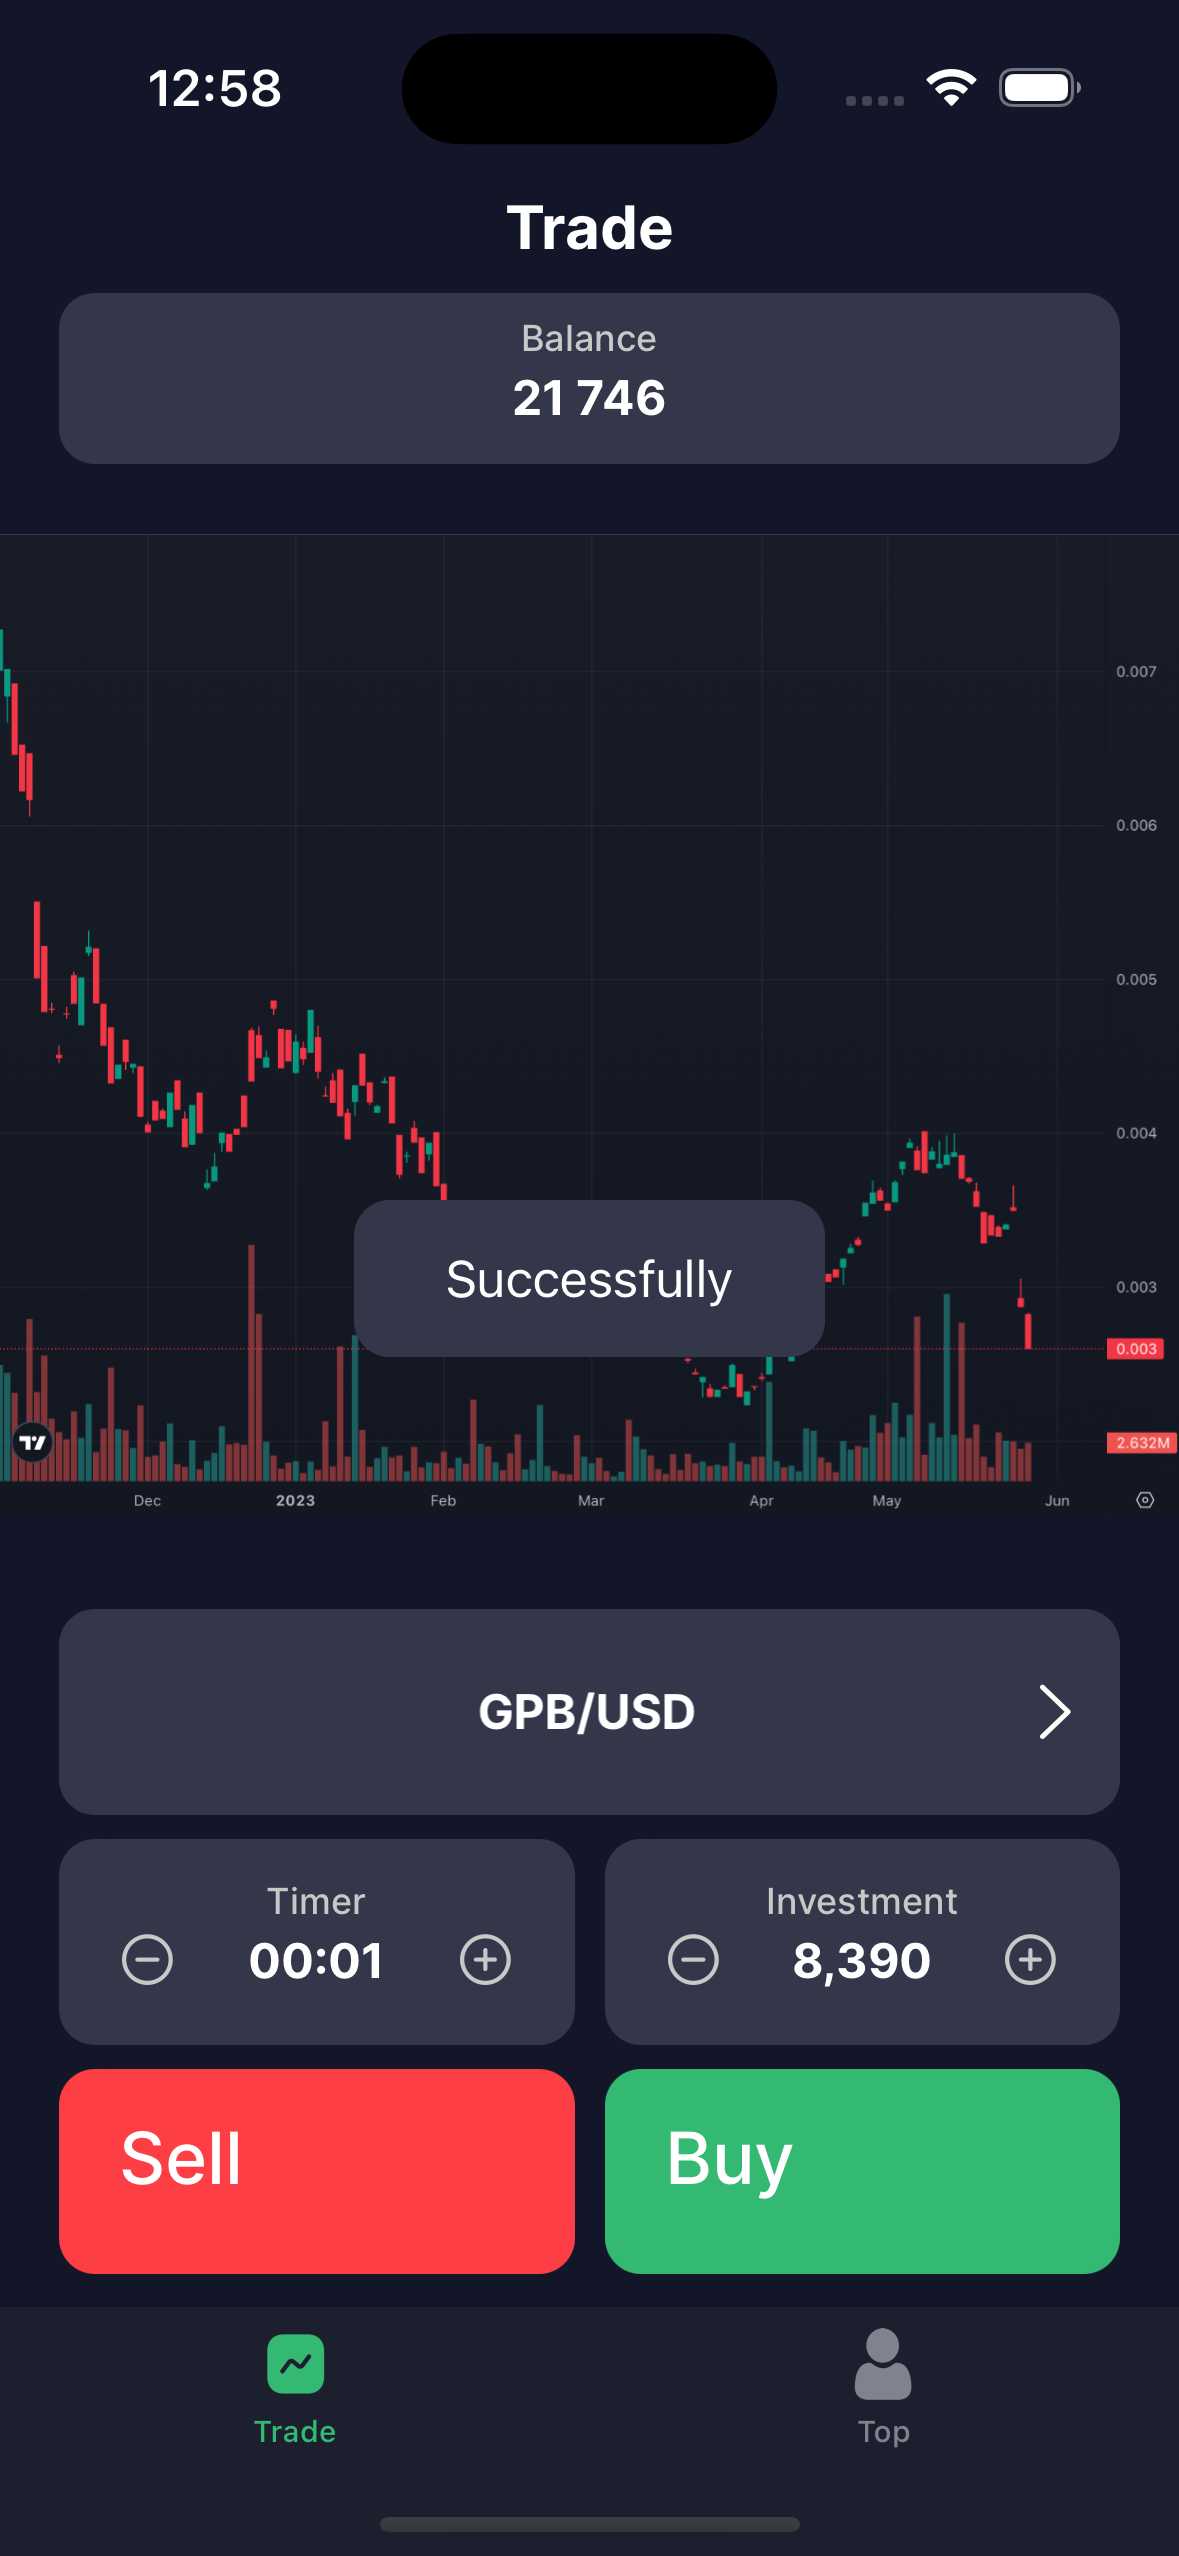 12:58
Trade
Balance
21 746
0.007
0.006
0.005
0.004
0.003
0.003
2.632M
Dec 2023 Feb Mar Apr May Jun
Successfully
GPB/USD
Timer
00:01
Investment
8,390
Sell
Buy
Trade
Top